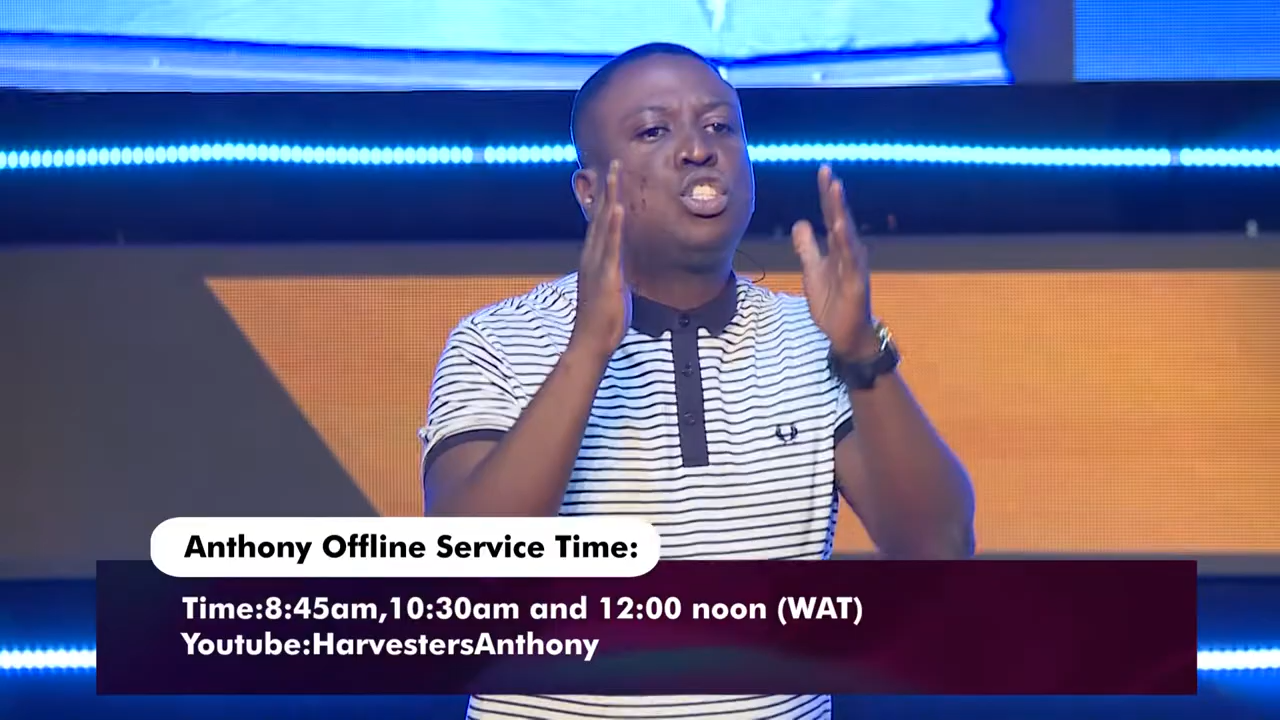 Anthony Offline Service Time:
Time:8:45am,10:30am and 12:00 noon (WAT)
Youtube:HarvestersAnthony